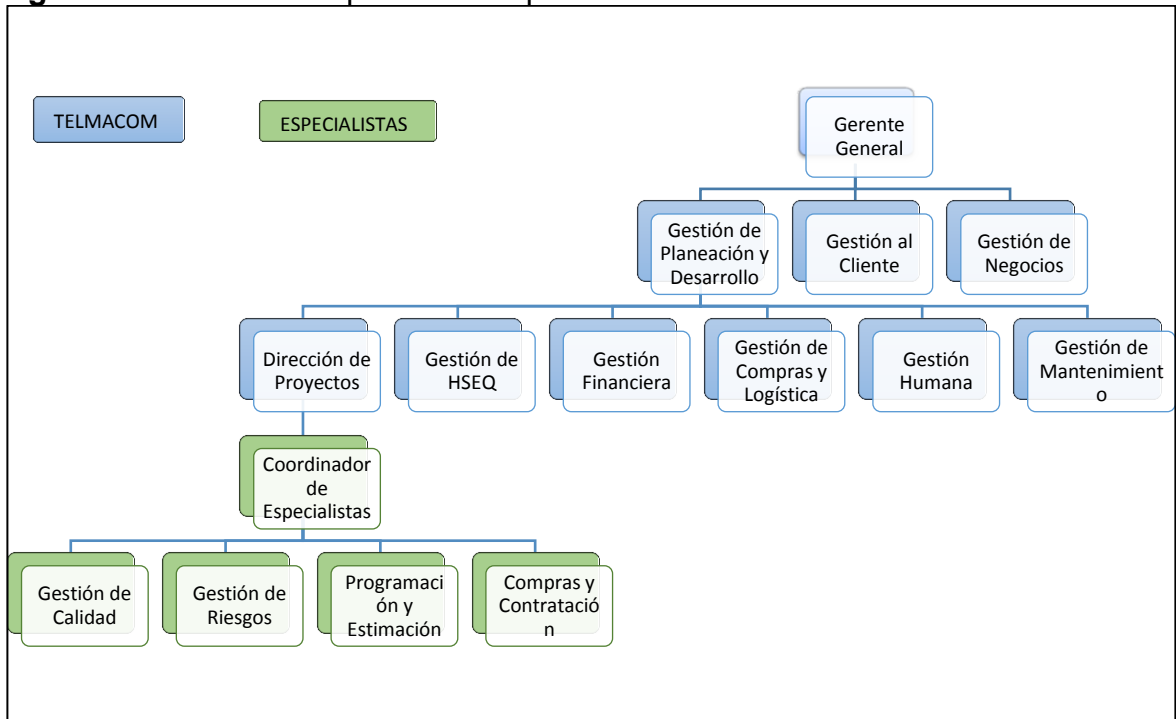 TELMACOM
ESPECIALISTAS
Gerente
General
Gestión de
Planeación y
Desarrollo
Gestión al
Cliente
Gestión de
Negocios
Dirección de
Proyectos
Gestión de
HSEQ
Gestión
Financiera
Gestión de
Compras y
Logística
Gestión
Humana
Gestión de
Mantenimient
o
Coordinador
de
Especialistas
Gestión de
Calidad
Gestión de
Riesgos
Programaci
ón y
Estimación
Compras y
Contratació
n